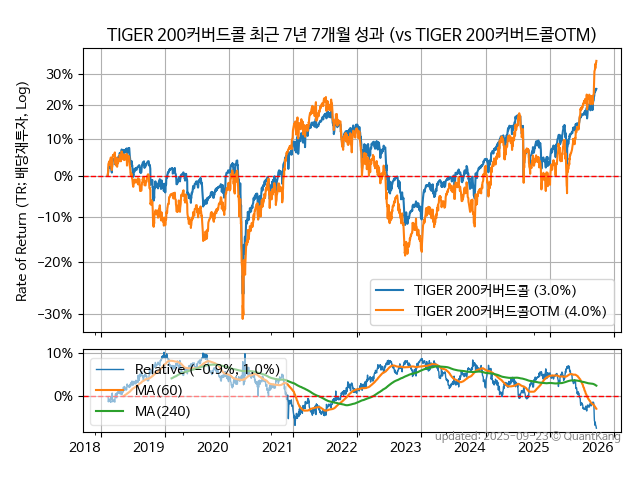 TIGER 200커버드콜 최근 7년 7개월 성과 (vs TIGER 200커버드콜OTM)
Rate of Return (TR: 배당재투자, Log)
30%
20%
10%
0%
−10%
−20%
−30%
TIGER 200커버드콜 (3.0%)
TIGER 200커버드콜OTM (4.0%)
10%
0%
Relative (−0.9%, 1.0%)
MA(60)
MA(240)
2018 2019 2020 2021 2022 2023 2024 2025 2026
updated: 2025-09-23 © QuantKang